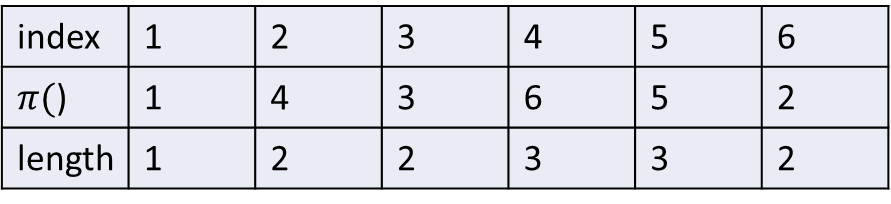 index 1 2 3 4 5 6
π() 1 4 3 6 5 2
length 1 2 2 3 3 2